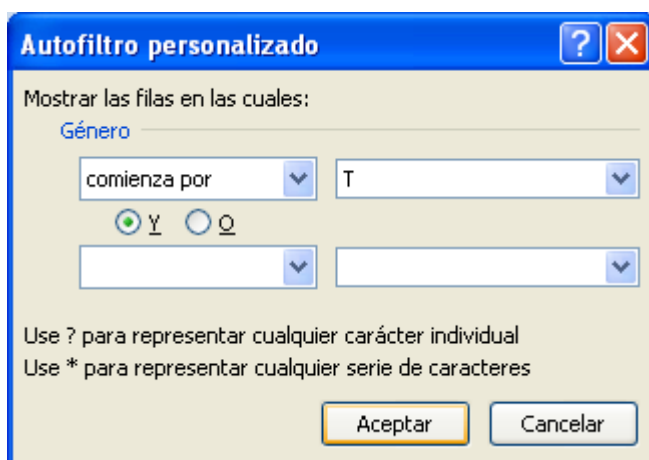 Autofiltro personalizado ?
Mostrar las filas en las cuales:
Género
comienza por T
Y O
Use ? para representar cualquier carácter individual
Use * para representar cualquier serie de caracteres
Aceptar Cancelar